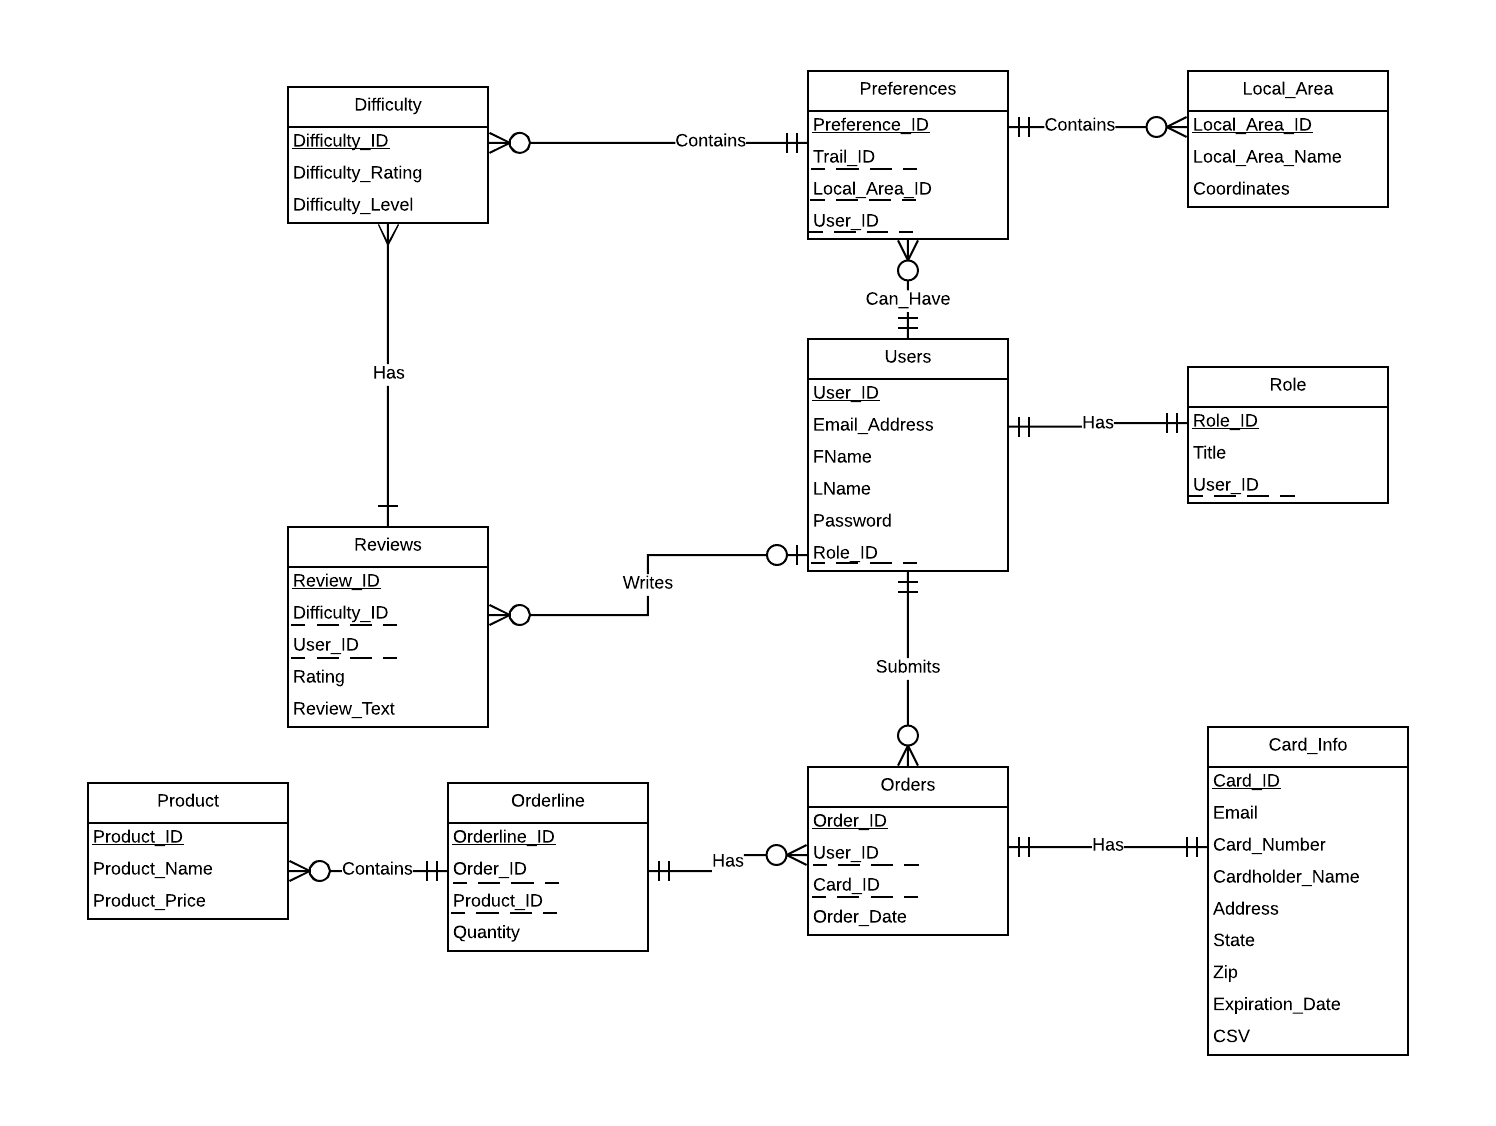 Difficulty
Difficulty_ID
Difficulty_Rating
Difficulty_Level
Contains
Preferences
Preference_ID
Trail_ID
Local_Area_ID
User_ID
Contains
Local_Area
Local_Area_ID
Local_Area_Name
Coordinates
Can_Have
Has
Users
User_ID
Email_Address
FName
LName
Password
Role_ID
Has
Role
Role_ID
Title
User_ID
Reviews
Review_ID
Difficulty_ID
User_ID
Rating
Review_Text
Writes
Submits
Product
Product_ID
Product_Name
Product_Price
Contains
Orderline
Orderline_ID
Order_ID
Product_ID
Quantity
Has
Orders
Order_ID
User_ID
Card_ID
Order_Date
Has
Card_Info
Card_ID
Email
Card_Number
Cardholder_Name
Address
State
Zip
Expiration_Date
CSV